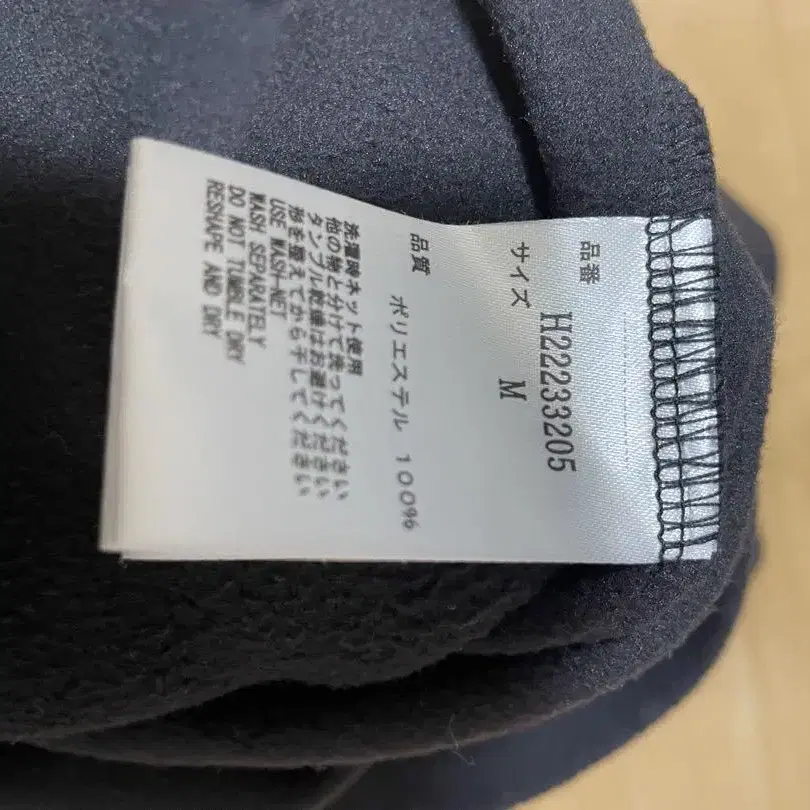 品番 H22233205
サイズ M
品質 ポリエステル 100%
洗濯時ネット使用
他の物と分けて洗ってください
タンブル乾燥はお避けください
形を整えてから干してください
USE WASH-NET
WASH SEPARATELY
DO NOT TUMBLE DRY
RESHAPE AND DRY